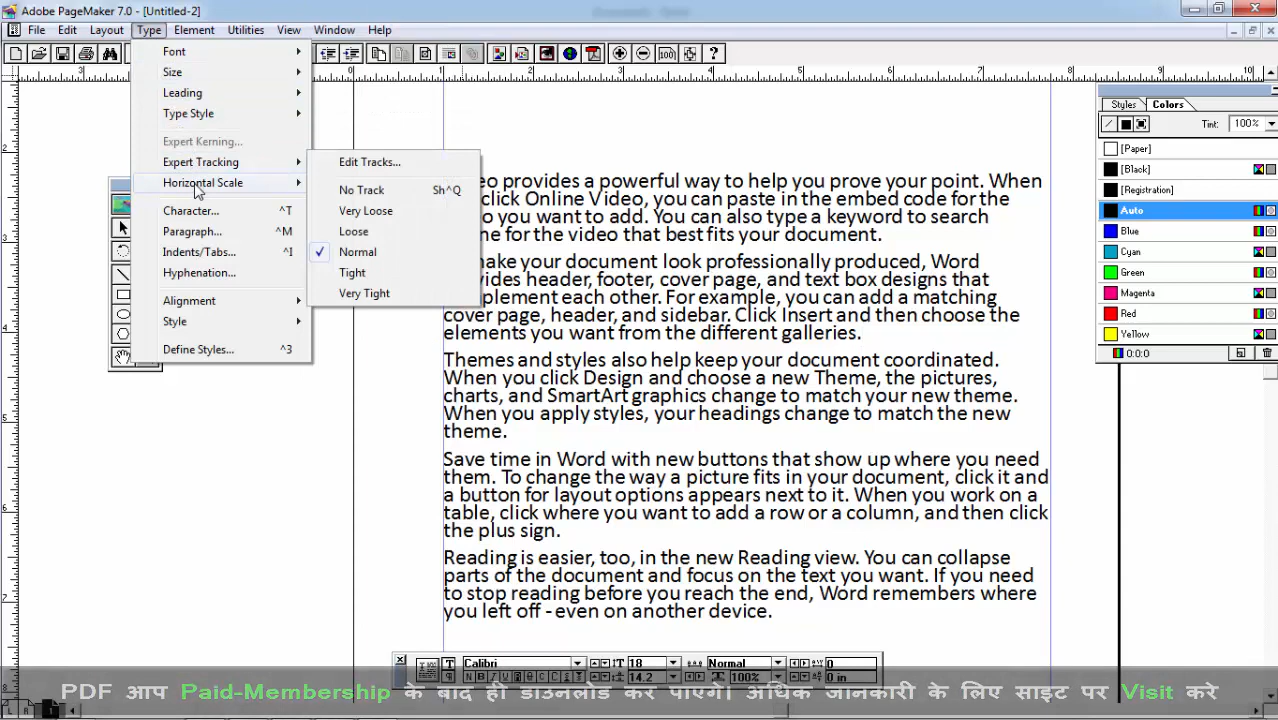 Adobe PageMaker 7.0 - [Untitled-2]
File Edit Layout Type Element Utilities View Window Help
Font
Size
Leading
Type Style
Expert Kerning...
Expert Tracking
Horizontal Scale
Character... ^T
Paragraph... ^M
Indents/Tabs... ^I
Hyphenation...
Alignment
Style
Define Styles... ^3
Edit Tracks...
No Track Sh^Q
Very Loose
Loose
Normal
Tight
Very Tight
eo provides a powerful way to help you prove your point. When
click Online Video, you can paste in the embed code for the
o you want to add. You can also type a keyword to search
ne for the video that best fits your document.
make your document look professionally produced, Word
vides header, footer, cover page, and text box designs that
plement each other. For example, you can add a matching
cover page, header, and sidebar. Click Insert and then choose the
elements you want from the different galleries.
Themes and styles also help keep your document coordinated.
When you click Design and choose a new Theme, the pictures,
charts, and SmartArt graphics change to match your new theme.
When you apply styles, your headings change to match the new
theme.
Save time in Word with new buttons that show up where you need
them. To change the way a picture fits in your document, click it and
a button for layout options appears next to it. When you work on a
table, click where you want to add a row or a column, and then click
the plus sign.
Reading is easier, too, in the new Reading view. You can collapse
parts of the document and focus on the text you want. If you need
to stop reading before you reach the end, Word remembers where
you left off - even on another device.
Styles Colors
Tint: 100%
[Paper]
[Black]
[Registration]
Auto
Blue
Cyan
Green
Magenta
Red
Yellow
0:0:0
Calibri 18 Normal 0
14.2 100% 0 in
PDF आप Paid-Membership के बाद ही डाउनलोड कर पाएंगे। अधिक जानकारी के लिए साइट पर Visit करे
L R 1